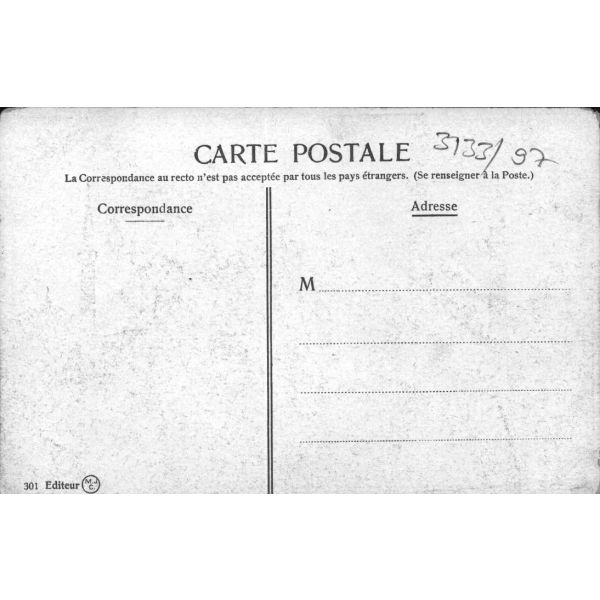 3133/97
CARTE POSTALE
La Correspondance au recto n'est pas acceptée par tous les pays étrangers. (Se renseigner à la Poste.)
Correspondance
Adresse
M
301 Editeur M.J.C.